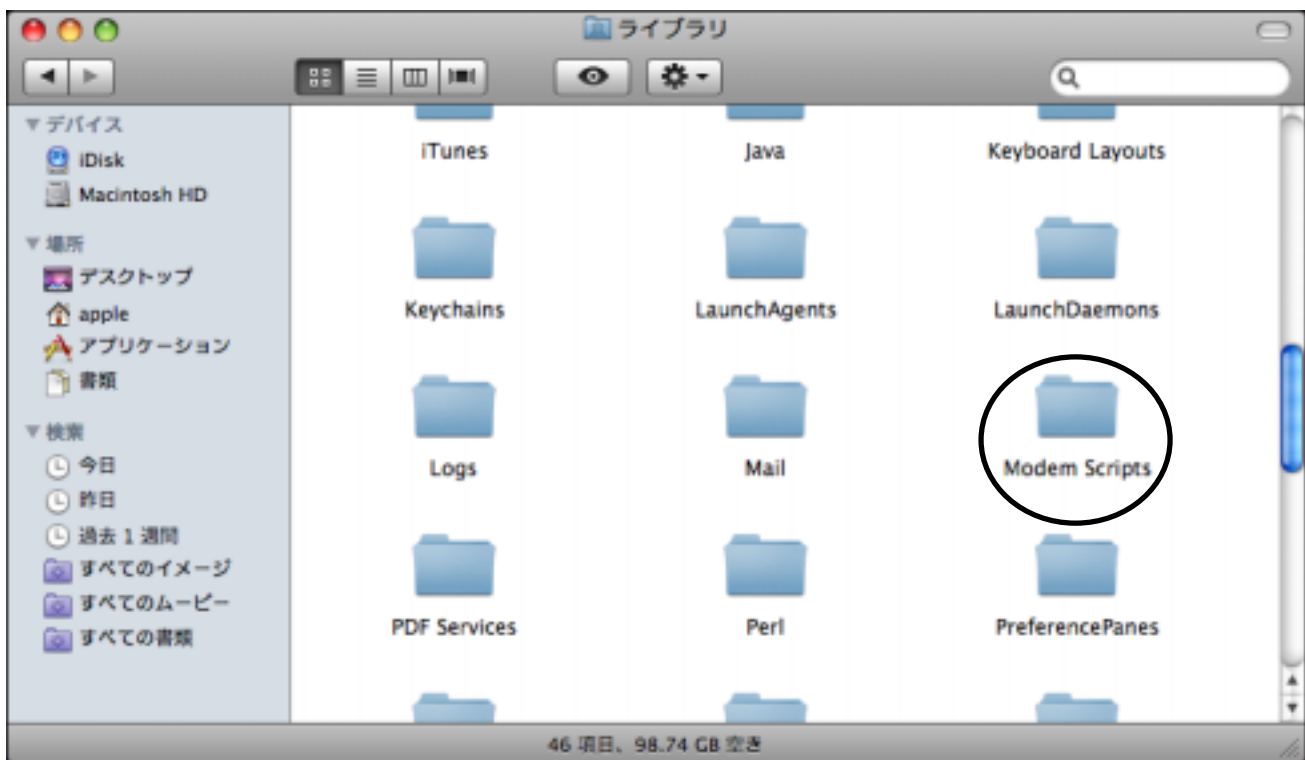 ライブラリ
デバイス
iDisk
Macintosh HD
場所
デスクトップ
apple
アプリケーション
書類
検索
今日
昨日
過去 1 週間
すべてのイメージ
すべてのムービー
すべての書類
iTunes Java Keyboard Layouts
Keychains LaunchAgents LaunchDaemons
Logs Mail Modem Scripts
PDF Services Perl PreferencePanes
46 項目、98.74 GB 空き